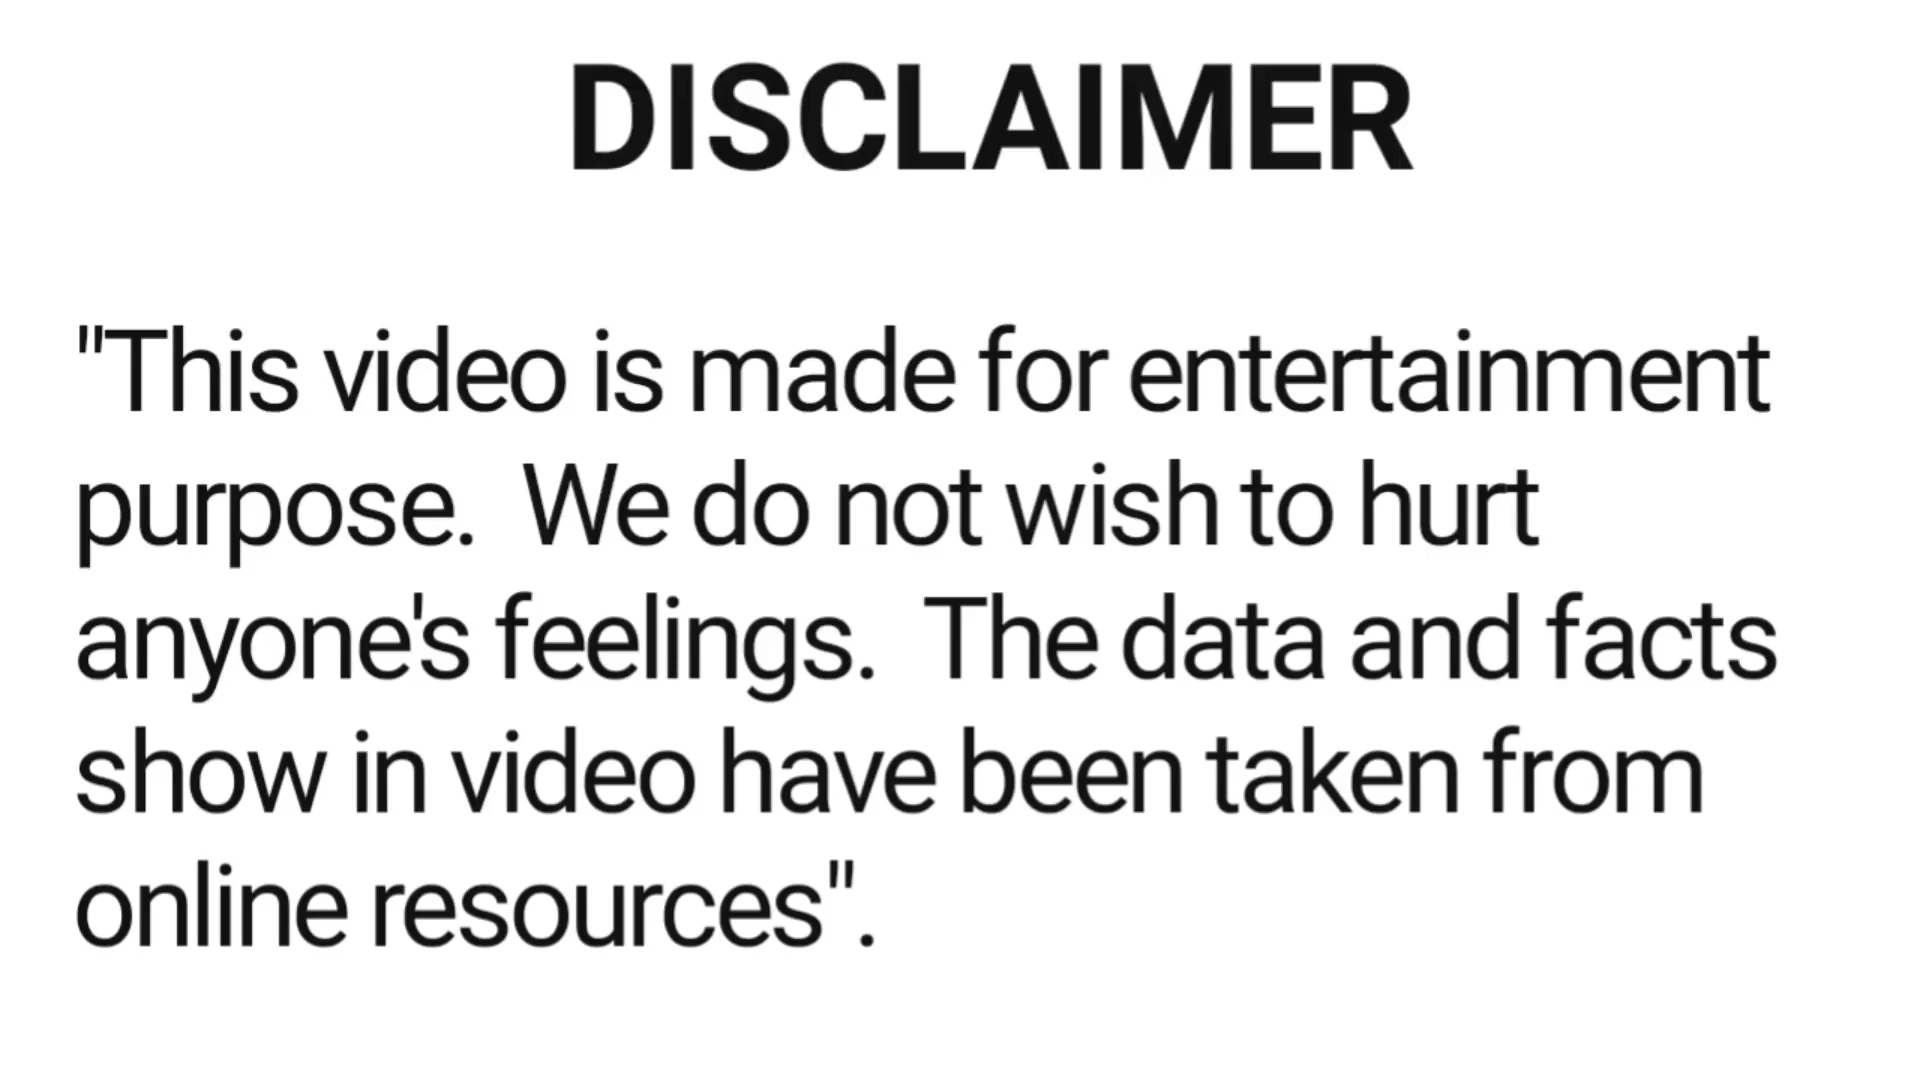 DISCLAIMER
"This video is made for entertainment
purpose.  We do not wish to hurt
anyone's feelings.  The data and facts
show in video have been taken from
online resources".